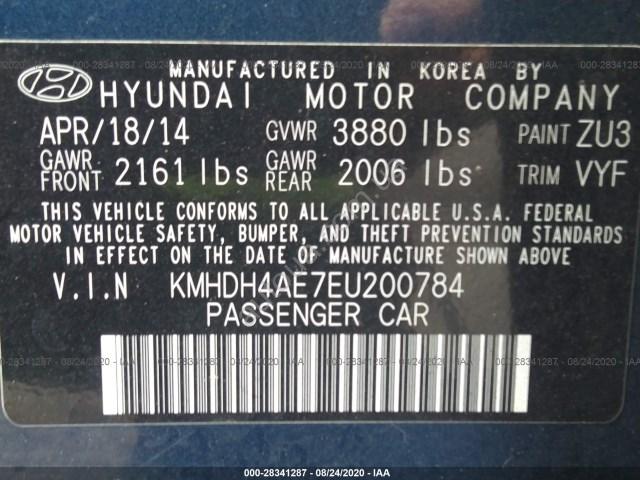 MANUFACTURED IN KOREA BY
HYUNDAI MOTOR COMPANY
APR/18/14 GVWR 3880 lbs PAINT ZU3
GAWR FRONT 2161 lbs GAWR REAR 2006 lbs TRIM VYF
THIS VEHICLE CONFORMS TO ALL APPLICABLE U.S.A. FEDERAL
MOTOR VEHICLE SAFETY, BUMPER, AND THEFT PREVENTION STANDARDS
IN EFFECT ON THE DATE OF MANUFACTURE SHOWN ABOVE
V.I.N KMHDH4AE7EU200784
PASSENGER CAR
000-28341287 - 08/24/2020 - IAA